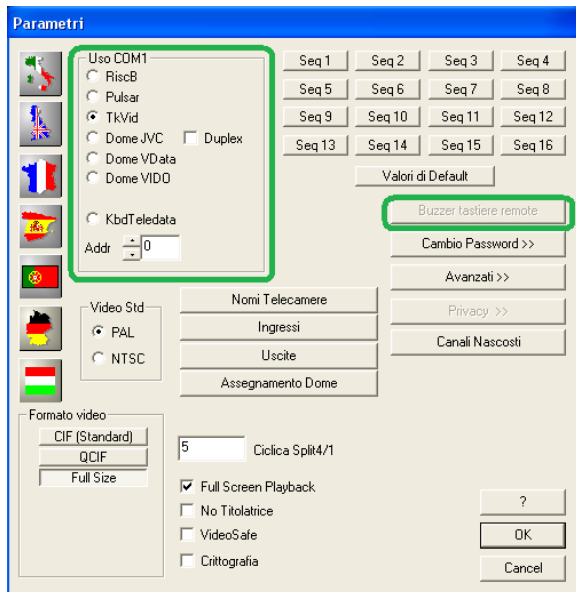 Parametri
Uso COM1
RiscB
Pulsar
TkVid
Dome JVC Duplex
Dome VData
Dome VIDO
KbdTeledata
Addr 0
Seq 1 Seq 2 Seq 3 Seq 4
Seq 5 Seq 6 Seq 7 Seq 8
Seq 9 Seq 10 Seq 11 Seq 12
Seq 13 Seq 14 Seq 15 Seq 16
Valori di Default
Buzzer tastiere remote
Cambio Password >>
Avanzati >>
Privacy >>
Canali Nascosti
Video Std
PAL
NTSC
Nomi Telecamere
Ingressi
Uscite
Assegnamento Dome
Formato video
CIF (Standard)
QCIF
Full Size
5 Ciclica Split4/1
Full Screen Playback
No Titolatrice
VideoSafe
Crittografia
?
OK
Cancel